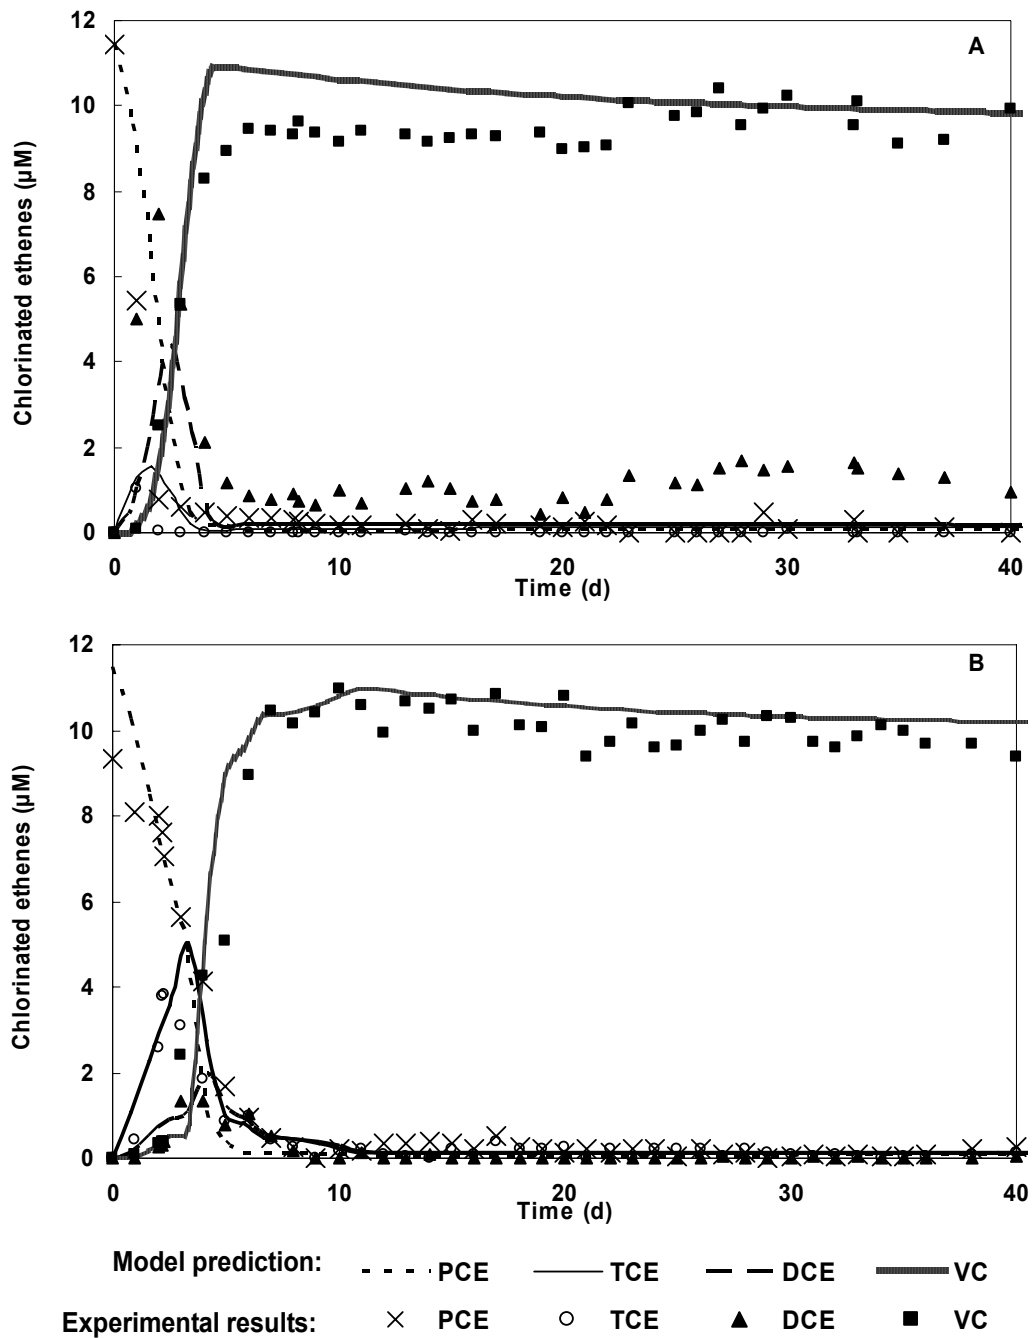 12
A
10
8
6
4
2
0
Chlorinated ethenes (µM)
0 10 20 30 40
Time (d)
12
B
10
8
6
4
2
0
Chlorinated ethenes (µM)
0 10 20 30 40
Time (d)
Model prediction: PCE TCE DCE VC
Experimental results: PCE TCE DCE VC